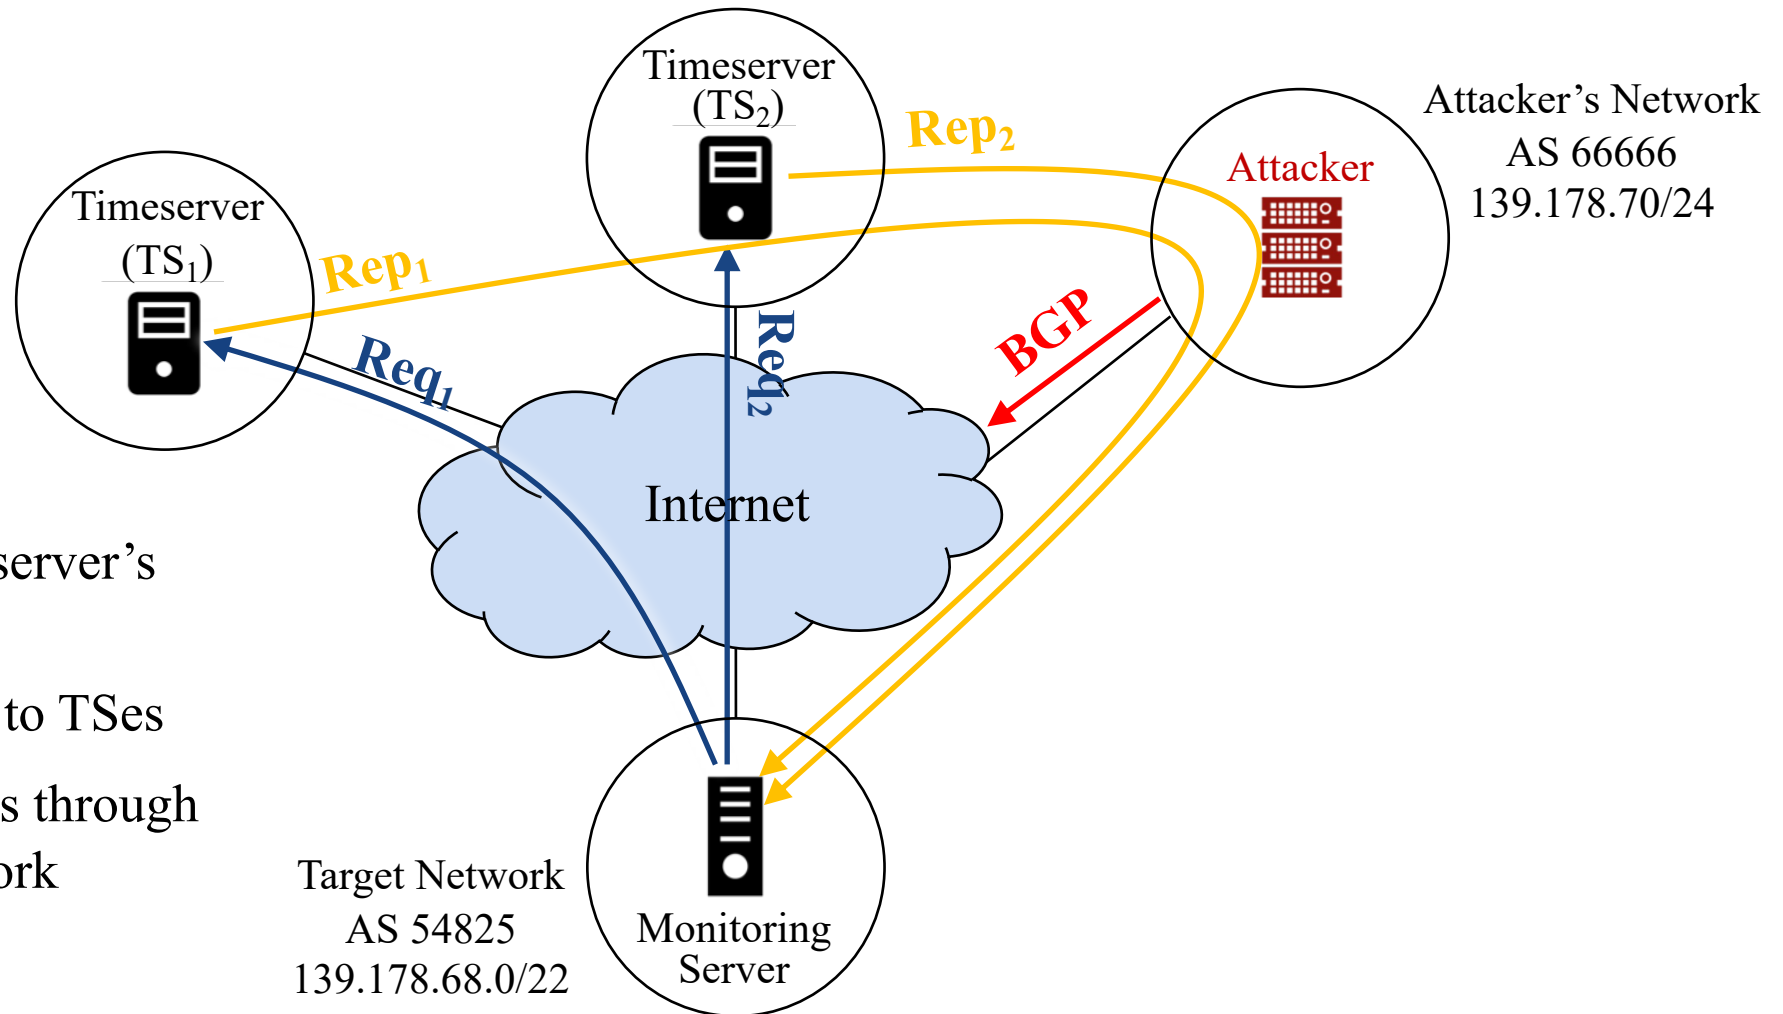 Timeserver
(TS₂)
Rep₂
Attacker’s Network
AS 66666
139.178.70/24
Attacker
Timeserver
(TS₁)
Rep₁
BGP
Req₁
Req₂
Internet
server’s
to TSes
s through
ork
Target Network
AS 54825
139.178.68.0/22
Monitoring
Server